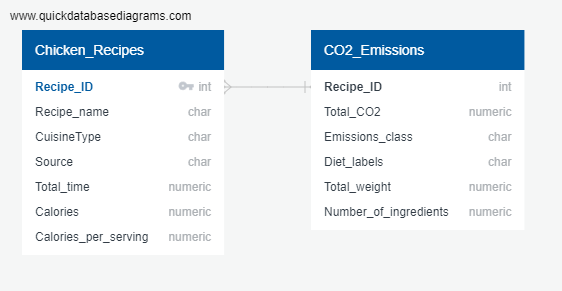 www.quickdatabasediagrams.com
Chicken_Recipes
Recipe_ID int
Recipe_name char
CuisineType char
Source char
Total_time numeric
Calories numeric
Calories_per_serving numeric
CO2_Emissions
Recipe_ID int
Total_CO2 numeric
Emissions_class char
Diet_labels char
Total_weight numeric
Number_of_ingredients numeric